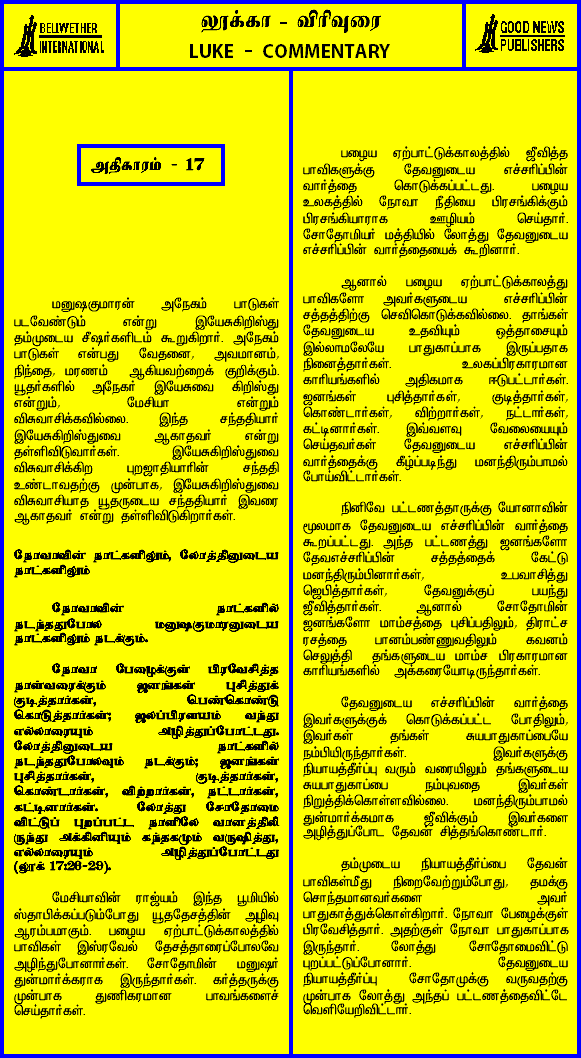 BELWETHER
INTERNATIONAL
லூக்கா - விரிவுரை
LUKE - COMMENTARY
GOOD NEWS
PUBLISHERS
அதிகாரம் - 17
மனுஷகுமாரன் அநேகம் பாடுகள்
படவேண்டும் என்று இயேசுகிறிஸ்து
தம்முடைய சீஷர்களிடம் கூறுகிறார். அநேகம்
பாடுகள் என்பது வேதனை, அவமானம்,
நிந்தை, மரணம் ஆகியவற்றைக் குறிக்கும்.
யூதர்களில் அநேகர் இயேசுவை கிறிஸ்து
என்றும், மேசியா என்றும்
விசுவாசிக்கவில்லை. இந்த சந்ததியார்
இயேசுகிறிஸ்துவை ஆகாதவர் என்று
தள்ளிவிடுவார்கள். இயேசுகிறிஸ்துவை
விசுவாசிக்கிற புறஜாதியாரின் சந்ததி
உண்டாவதற்கு முன்பாக, இயேசுகிறிஸ்துவை
விசுவாசியாத யூதருடைய சந்ததியார் இவரை
ஆகாதவர் என்று தள்ளிவிடுகிறார்கள்.
நோவாவின் நாட்களிலும், லோத்தினுடைய
நாட்களிலும்
நோவாவின் நாட்களில்
நடந்ததுபோல மனுஷகுமாரனுடைய
நாட்களிலும் நடக்கும்.
நோவா பேழைக்குள் பிரவேசித்த
நாள்வரைக்கும் ஜனங்கள் புசித்துக்
குடித்தார்கள், பெண்கொண்டு
கொடுத்தார்கள்; ஜலப்பிரளயம் வந்து
எல்லாரையும் அழித்துப்போட்டது.
லோத்தினுடைய நாட்களில்
நடந்ததுபோலவும் நடக்கும்; ஜனங்கள்
புசித்தார்கள், குடித்தார்கள்,
கொண்டார்கள், விற்றார்கள், நட்டார்கள்,
கட்டினார்கள். லோத்து சோதோமை
விட்டுப் புறப்பட்ட நாளிலே வானத்திலி
ருந்து அக்கினியும் கந்தகமும் வருஷித்து,
எல்லாரையும் அழித்துப்போட்டது
(லூக் 17:26-29).
மேசியாவின் ராஜ்யம் இந்த பூமியில்
ஸ்தாபிக்கப்படும்போது யூததேசத்தின் அழிவு
ஆரம்பமாகும். பழைய ஏற்பாட்டுக்காலத்தில்
பாவிகள் இஸ்ரவேல் தேசத்தாரைப்போலவே
அழிந்துபோனார்கள். சோதோமின் மனுஷர்
துன்மார்க்கராக இருந்தார்கள். கர்த்தருக்கு
முன்பாக துணிகரமான பாவங்களைச்
செய்தார்கள்.
பழைய ஏற்பாட்டுக்காலத்தில் ஜீவித்த
பாவிகளுக்கு தேவனுடைய எச்சரிப்பின்
வார்த்தை கொடுக்கப்பட்டது. பழைய
உலகத்தில் நோவா நீதியை பிரசங்கிக்கும்
பிரசங்கியாராக ஊழியம் செய்தார்.
சோதோமியர் மத்தியில் லோத்து தேவனுடைய
எச்சரிப்பின் வார்த்தையைக் கூறினார்.
ஆனால் பழைய ஏற்பாட்டுக்காலத்து
பாவிகளோ அவர்களுடைய எச்சரிப்பின்
சத்தத்திற்கு செவிகொடுக்கவில்லை. தாங்கள்
தேவனுடைய உதவியும் ஒத்தாசையும்
இல்லாமலேயே பாதுகாப்பாக இருப்பதாக
நினைத்தார்கள். உலகப்பிரகாரமான
காரியங்களில் அதிகமாக ஈடுபட்டார்கள்.
ஜனங்கள் புசித்தார்கள், குடித்தார்கள்,
கொண்டார்கள், விற்றார்கள், நட்டார்கள்,
கட்டினார்கள். இவ்வளவு வேலையையும்
செய்தவர்கள் தேவனுடைய எச்சரிப்பின்
வார்த்தைக்கு கீழ்ப்படிந்து மனந்திரும்பாமல்
போய்விட்டார்கள்.
நினிவே பட்டணத்தாருக்கு யோனாவின்
மூலமாக தேவனுடைய எச்சரிப்பின் வார்த்தை
கூறப்பட்டது. அந்த பட்டணத்து ஜனங்களோ
தேவஎச்சரிப்பின் சத்தத்தைக் கேட்டு
மனந்திரும்பினார்கள், உபவாசித்து
ஜெபித்தார்கள், தேவனுக்குப் பயந்து
ஜீவித்தார்கள். ஆனால் சோதோமின்
ஜனங்களோ மாம்சத்தை புசிப்பதிலும், திராட்ச
ரசத்தை பானம்பண்ணுவதிலும் கவனம்
செலுத்தி தங்களுடைய மாம்ச பிரகாரமான
காரியங்களில் அக்கரையோடிருந்தார்கள்.
தேவனுடைய எச்சரிப்பின் வார்த்தை
இவர்களுக்குக் கொடுக்கப்பட்ட போதிலும்,
இவர்கள் தங்கள் சுயபாதுகாப்பையே
நம்பியிருந்தார்கள். இவர்களுக்கு
நியாயத்தீர்ப்பு வரும் வரையிலும் தங்களுடைய
சுயபாதுகாப்பை நம்புவதை இவர்கள்
நிறுத்திக்கொள்ளவில்லை. மனந்திரும்பாமல்
துன்மார்க்கமாக ஜீவிக்கும் இவர்களை
அழித்துப்போட தேவன் சித்தங்கொண்டார்.
தம்முடைய நியாயத்தீர்ப்பை தேவன்
பாவிகள்மீது நிறைவேற்றும்போது, தமக்கு
சொந்தமானவர்களை அவர்
பாதுகாத்துக்கொள்கிறார். நோவா பேழைக்குள்
பிரவேசித்தார். அதற்குள் நோவா பாதுகாப்பாக
இருந்தார். லோத்து சோதோமைவிட்டு
புறப்பட்டுப்போனார். தேவனுடைய
நியாயத்தீர்ப்பு சோதோமுக்கு வருவதற்கு
முன்பாக லோத்து அந்தப் பட்டணத்தைவிட்டே
வெளியேறிவிட்டார்.